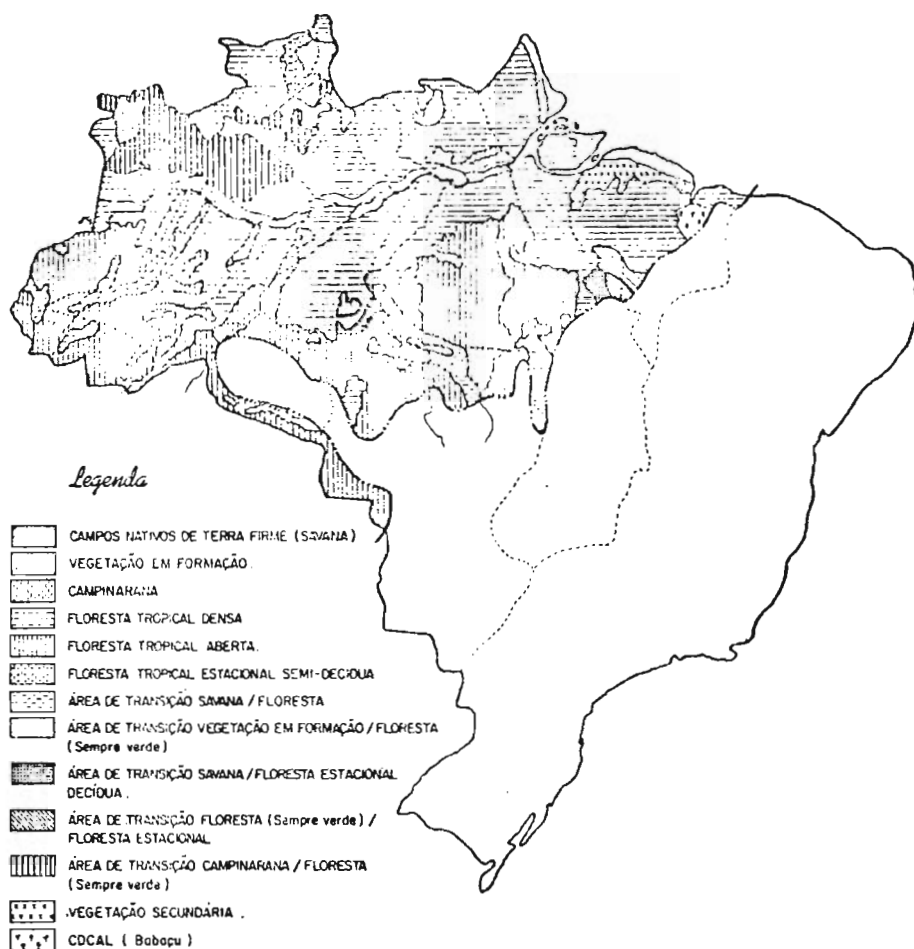 Legenda
CAMPOS NATIVOS DE TERRA FIRME (SAVANA)
VEGETAÇÃO EM FORMAÇÃO.
CAMPINARANA
FLORESTA TROPICAL DENSA
FLORESTA TROPICAL ABERTA.
FLORESTA TROPICAL ESTACIONAL SEMI-DECIDUA
ÁREA DE TRANSIÇÃO SAVANA / FLORESTA
ÁREA DE TRANSIÇÃO VEGETAÇÃO EM FORMAÇÃO / FLORESTA
(Sempre verde)
ÁREA DE TRANSIÇÃO SAVANA / FLORESTA ESTACIONAL
DECÍDUA.
ÁREA DE TRANSIÇÃO FLORESTA (Sempre verde) /
FLORESTA ESTACIONAL
ÁREA DE TRANSIÇÃO CAMPINARANA / FLORESTA
(Sempre verde)
VEGETAÇÃO SECUNDÁRIA .
COCAL ( Babaçu )